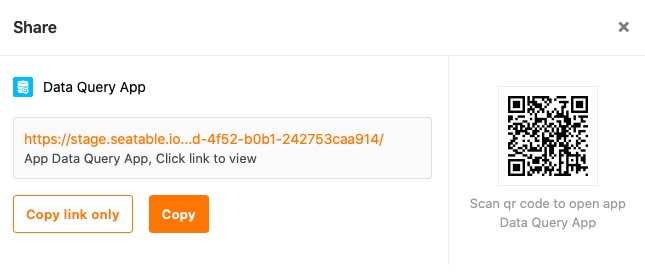 Share
×
Data Query App
https://stage.seatable.io...d-4f52-b0b1-242753caa914/
App Data Query App, Click link to view
Copy link only
Copy
Scan qr code to open app
Data Query App